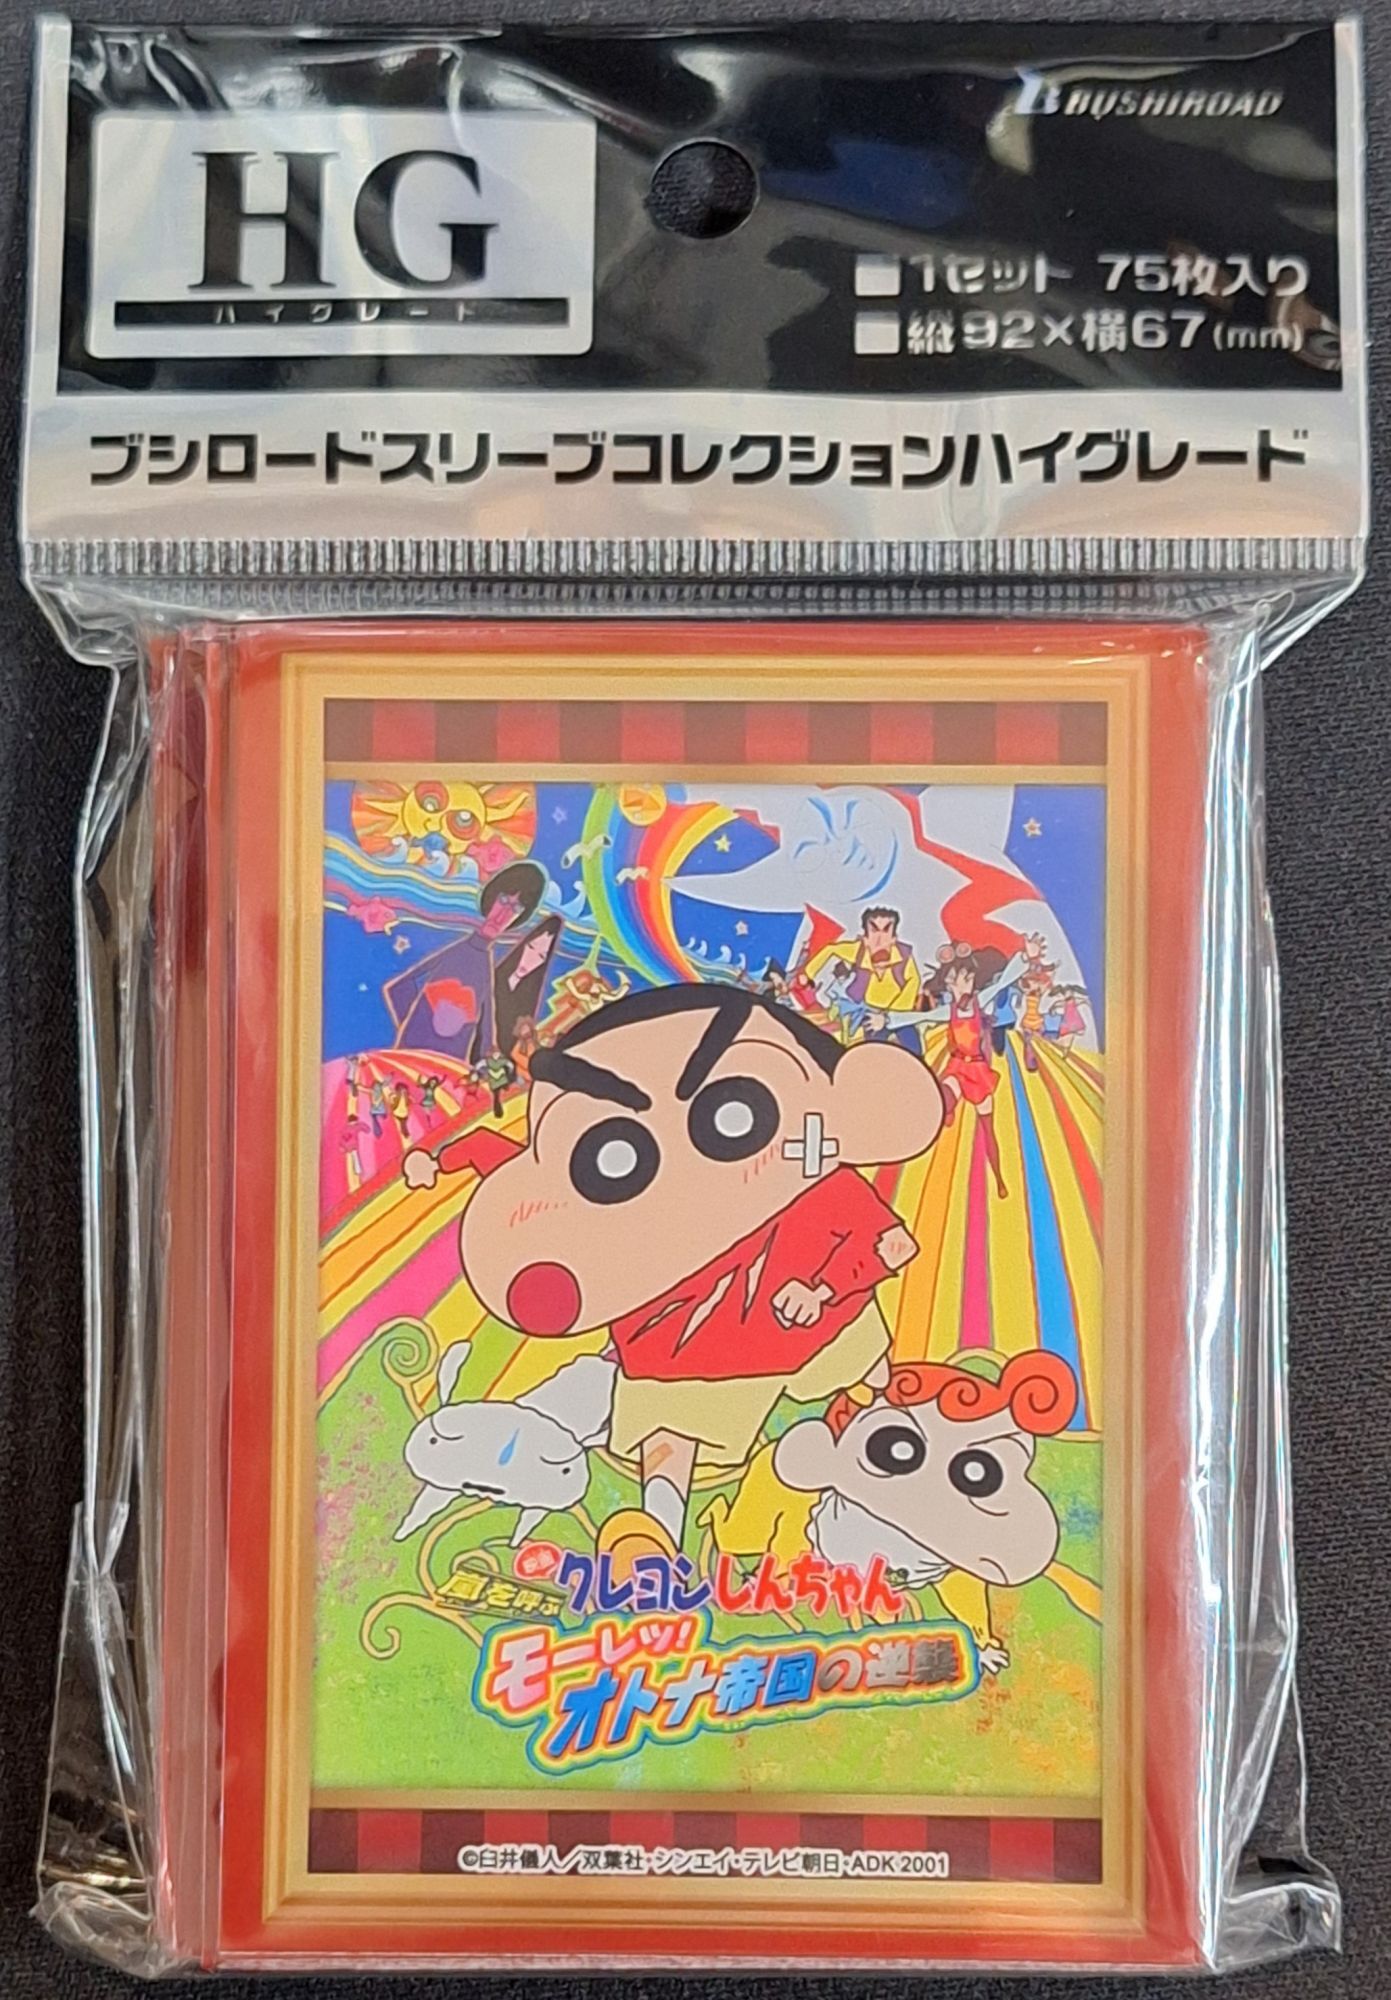 BUSHIROAD
HG
ハイグレード
■1セット 75枚入り
■縦92×横67(mm)
ブシロードスリーブコレクションハイグレード
映画
嵐を呼ぶ
クレヨンしんちゃん
モーレツ!
オトナ帝国の逆襲
©臼井儀人／双葉社・シンエイ・テレビ朝日・ADK 2001